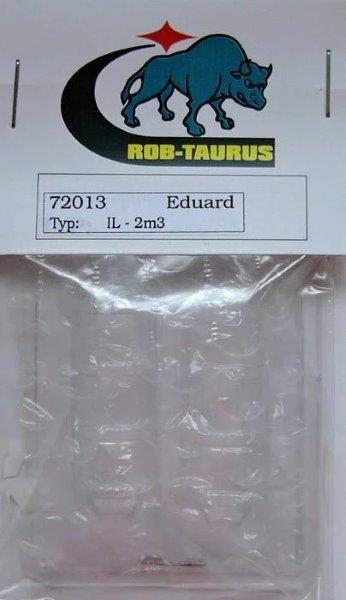 ROB-TAURUS
72013 Eduard
Typ: IL - 2m3